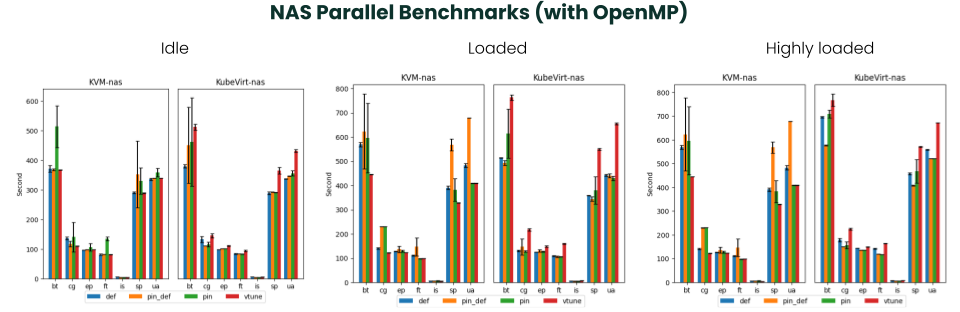 NAS Parallel Benchmarks (with OpenMP)
Idle
Loaded
Highly loaded
KVM-nas
KubeVirt-nas
Second
600
500
400
300
200
100
0
bt cg ep ft is sp ua
bt cg ep ft is sp ua
def pin_def pin vtune
KVM-nas
KubeVirt-nas
Second
800
700
600
500
400
300
200
100
0
bt cg ep ft is sp ua
bt cg ep ft is sp ua
def pin_def pin vtune
KVM-nas
KubeVirt-nas
Second
800
700
600
500
400
300
200
100
0
bt cg ep ft is sp ua
bt cg ep ft is sp ua
def pin_def pin vtune